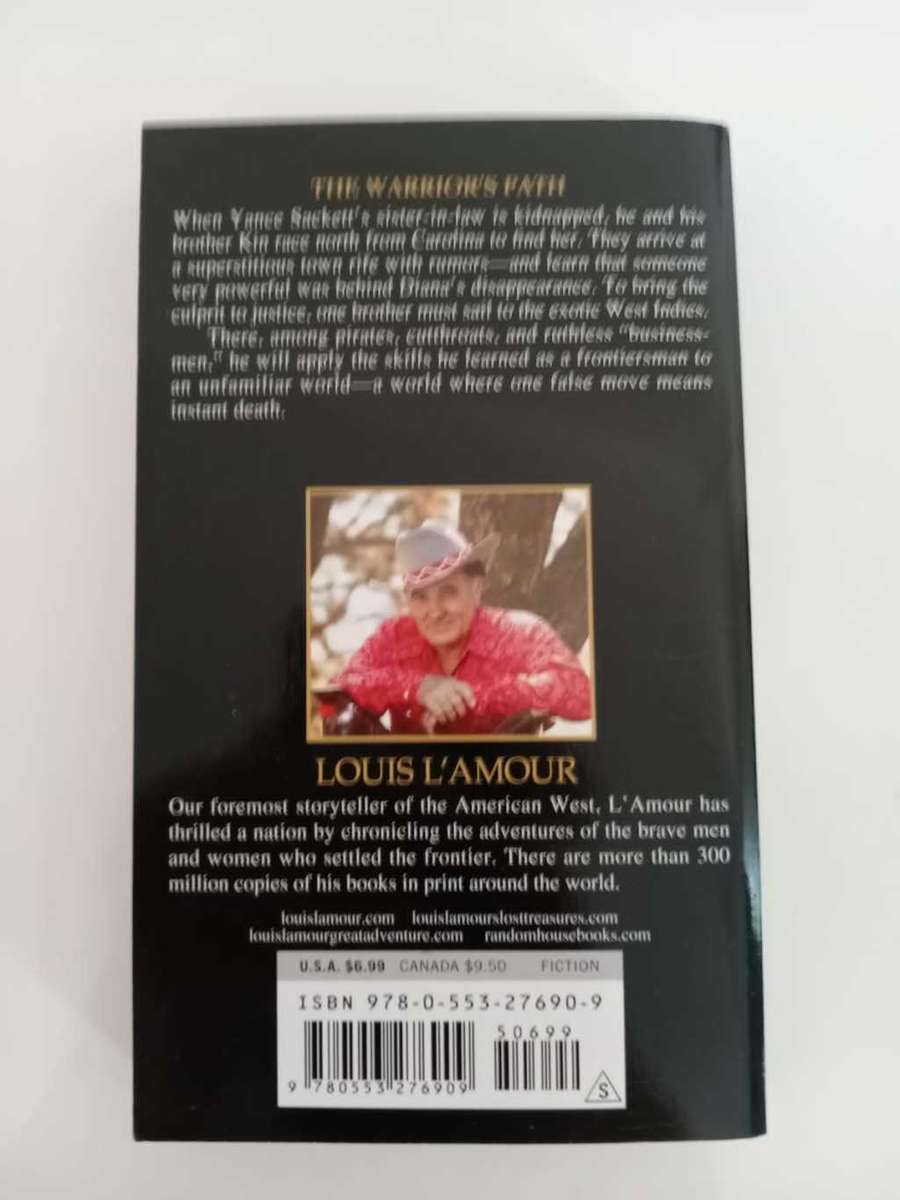 THE WARRIOR'S PATH
When Yance Sackett's sister-in-law is kidnapped, he and his
brother Kin race north from Carolina to find her. They arrive at
a superstitious town rife with rumors—and learn that someone
very powerful was behind Diana's disappearance. To bring the
culprit to justice, one brother must sail to the exotic West Indies.
There, among pirates, cutthroats, and ruthless "business-
men," he will apply the skills he learned as a frontiersman to
an unfamiliar world—a world where one false move means
instant death.
LOUIS L'AMOUR
Our foremost storyteller of the American West, L'Amour has
thrilled a nation by chronicling the adventures of the brave men
and women who settled the frontier. There are more than 300
million copies of his books in print around the world.
louislamour.com louislamourslosttreasures.com
louislamourgreatadventure.com randomhousebooks.com
U.S.A. $6.99 CANADA $9.50 FICTION
ISBN 978-0-553-27690-9
50699
9 780553 276909
S